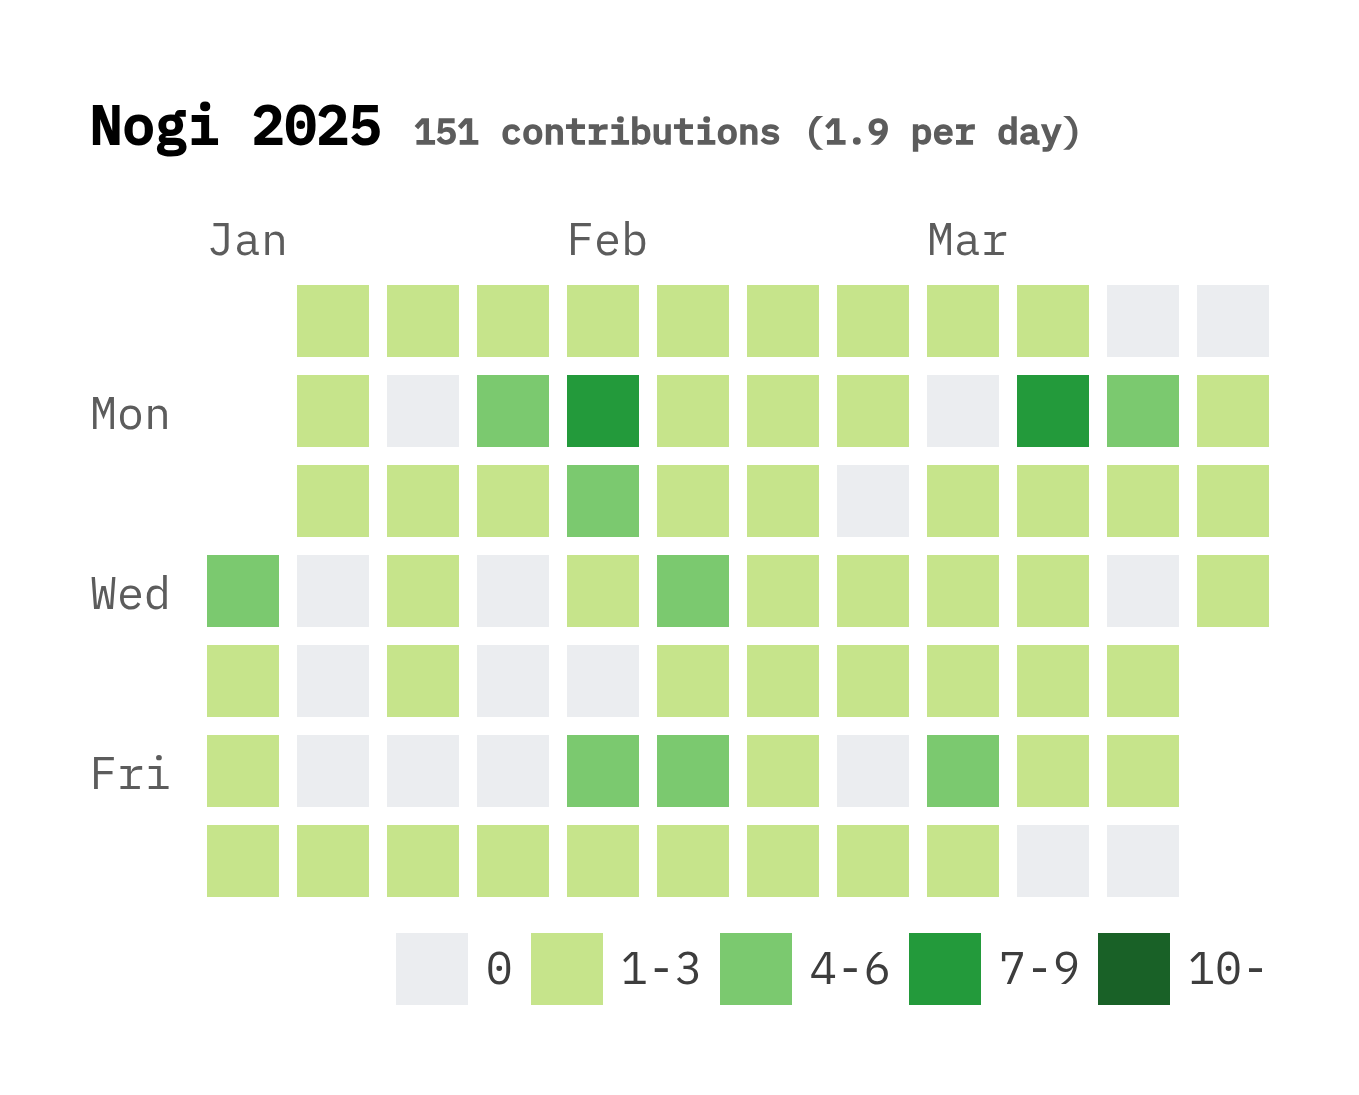 Nogi 2025 151 contributions (1.9 per day)
Jan Feb Mar
Mon
Wed
Fri
0 1-3 4-6 7-9 10-